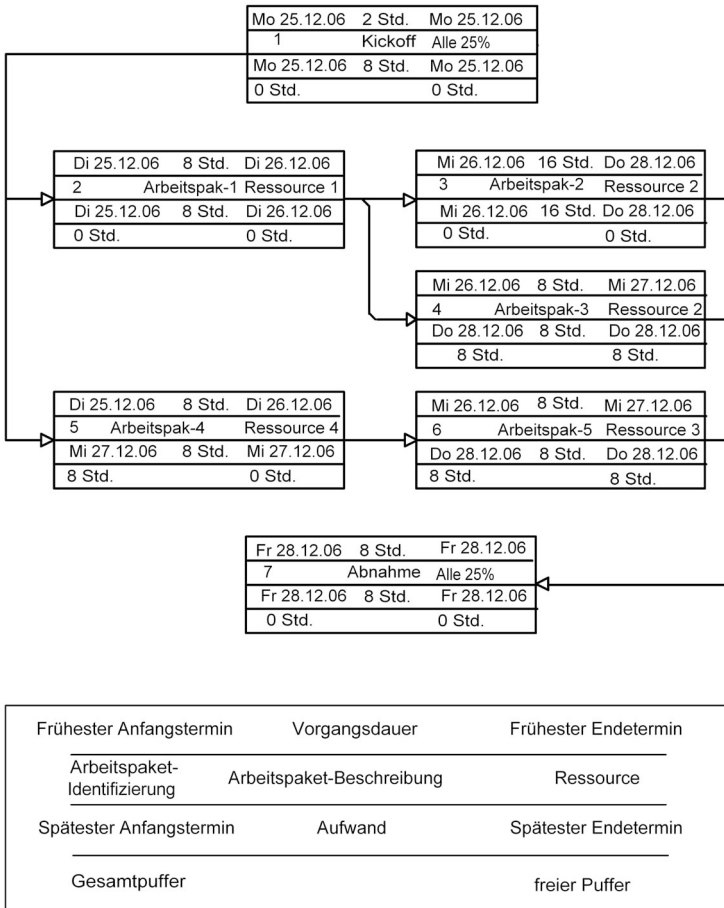 Mo 25.12.06 2 Std. Mo 25.12.06
1 Kickoff Alle 25%
Mo 25.12.06 8 Std. Mo 25.12.06
0 Std. 0 Std.
Di 25.12.06 8 Std. Di 26.12.06
2 Arbeitspak-1 Ressource 1
Di 25.12.06 8 Std. Di 26.12.06
0 Std. 0 Std.
Mi 26.12.06 16 Std. Do 28.12.06
3 Arbeitspak-2 Ressource 2
Mi 26.12.06 16 Std. Do 28.12.06
0 Std. 0 Std.
Mi 26.12.06 8 Std. Mi 27.12.06
4 Arbeitspak-3 Ressource 2
Do 28.12.06 8 Std. Do 28.12.06
8 Std. 8 Std.
Di 25.12.06 8 Std. Di 26.12.06
5 Arbeitspak-4 Ressource 4
Mi 27.12.06 8 Std. Mi 27.12.06
8 Std. 0 Std.
Mi 26.12.06 8 Std. Mi 27.12.06
6 Arbeitspak-5 Ressource 3
Do 28.12.06 8 Std. Do 28.12.06
8 Std. 8 Std.
Fr 28.12.06 8 Std. Fr 28.12.06
7 Abnahme Alle 25%
Fr 28.12.06 8 Std. Fr 28.12.06
0 Std. 0 Std.
Frühester Anfangstermin Vorgangsdauer Frühester Endetermin
Arbeitspaket-
Identifizierung Arbeitspaket-Beschreibung Ressource
Spätester Anfangstermin Aufwand Spätester Endetermin
Gesamtpuffer freier Puffer